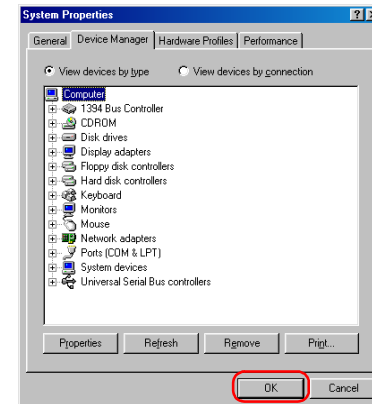 System Properties
General Device Manager Hardware Profiles Performance
View devices by type View devices by connection
Computer
1394 Bus Controller
CDROM
Disk drives
Display adapters
Floppy disk controllers
Hard disk controllers
Keyboard
Monitors
Mouse
Network adapters
Ports (COM & LPT)
System devices
Universal Serial Bus controllers
Properties Refresh Remove Print...
OK Cancel